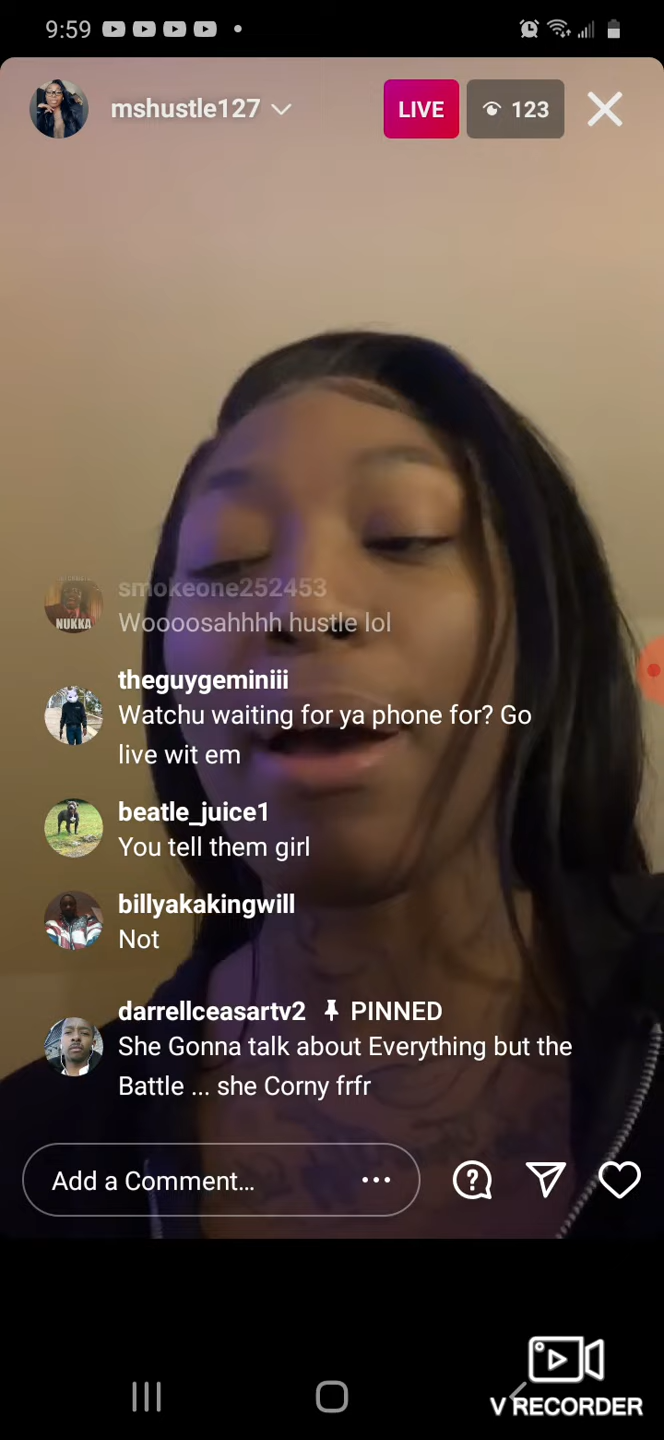 9:59
mshustle127
LIVE
123
smokeone252453
NUKKA
Woooosahhhh hustle lol
theguygeminiii
Watchu waiting for ya phone for? Go
live wit em
beatle_juice1
You tell them girl
billyakakingwill
Not
darrellceasartv2 PINNED
She Gonna talk about Everything but the
Battle ... she Corny frfr
Add a Comment...
V RECORDER